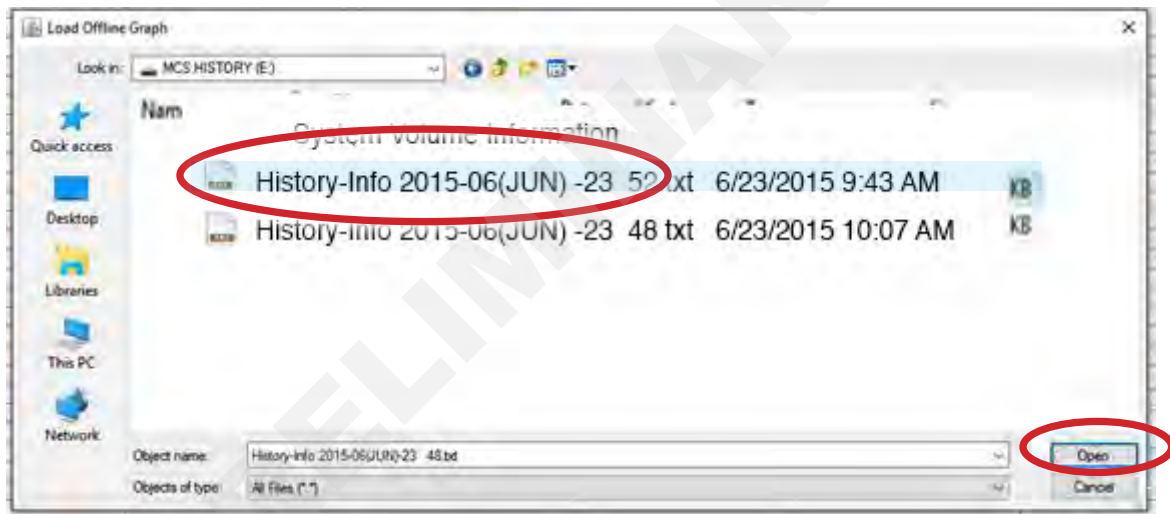 Load Offline Graph
Look in: MCS HISTORY (E:)
Nam
System Volume Information
History-Info 2015-06(JUN) -23 52 txt 6/23/2015 9:43 AM KB
History-Info 2015-06(JUN) -23 48 txt 6/23/2015 10:07 AM KB
Quick access
Desktop
Libraries
This PC
Network
Object name: History-Info 2015-06(JUN)-23 48.txt
Open
Objects of type: All Files (*.*)
Cancel